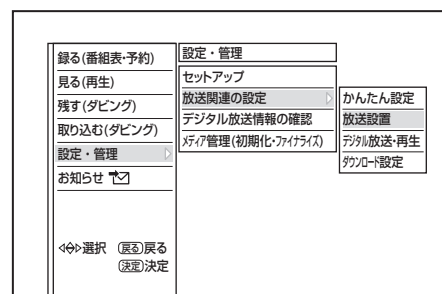 録る(番組表･予約)
見る(再生)
残す(ダビング)
取り込む(ダビング)
設定・管理
お知らせ
選択 戻る戻る
決定決定
設定・管理
セットアップ
放送関連の設定
デジタル放送情報の確認
メディア管理(初期化･ファイナライズ)
かんたん設定
放送設置
デジタル放送･再生
ダウンロード設定